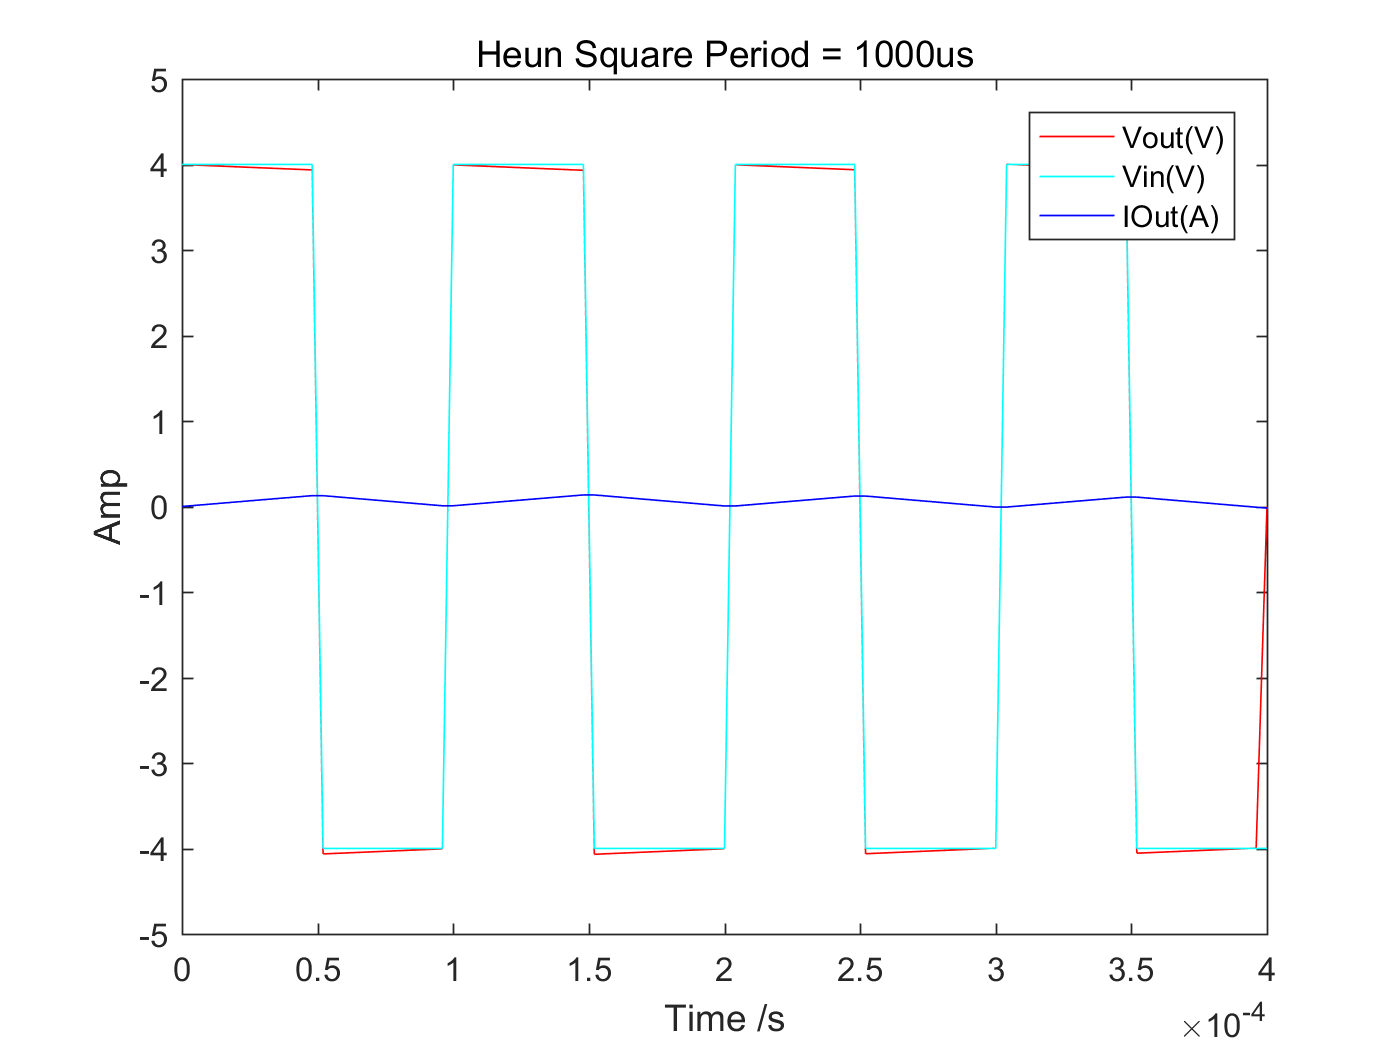 Heun Square Period = 1000us
5
4
3
2
1
0
-1
-2
-3
-4
-5
Amp
Vout(V)
Vin(V)
IOut(A)
0 0.5 1 1.5 2 2.5 3 3.5 4
Time /s
×10-4